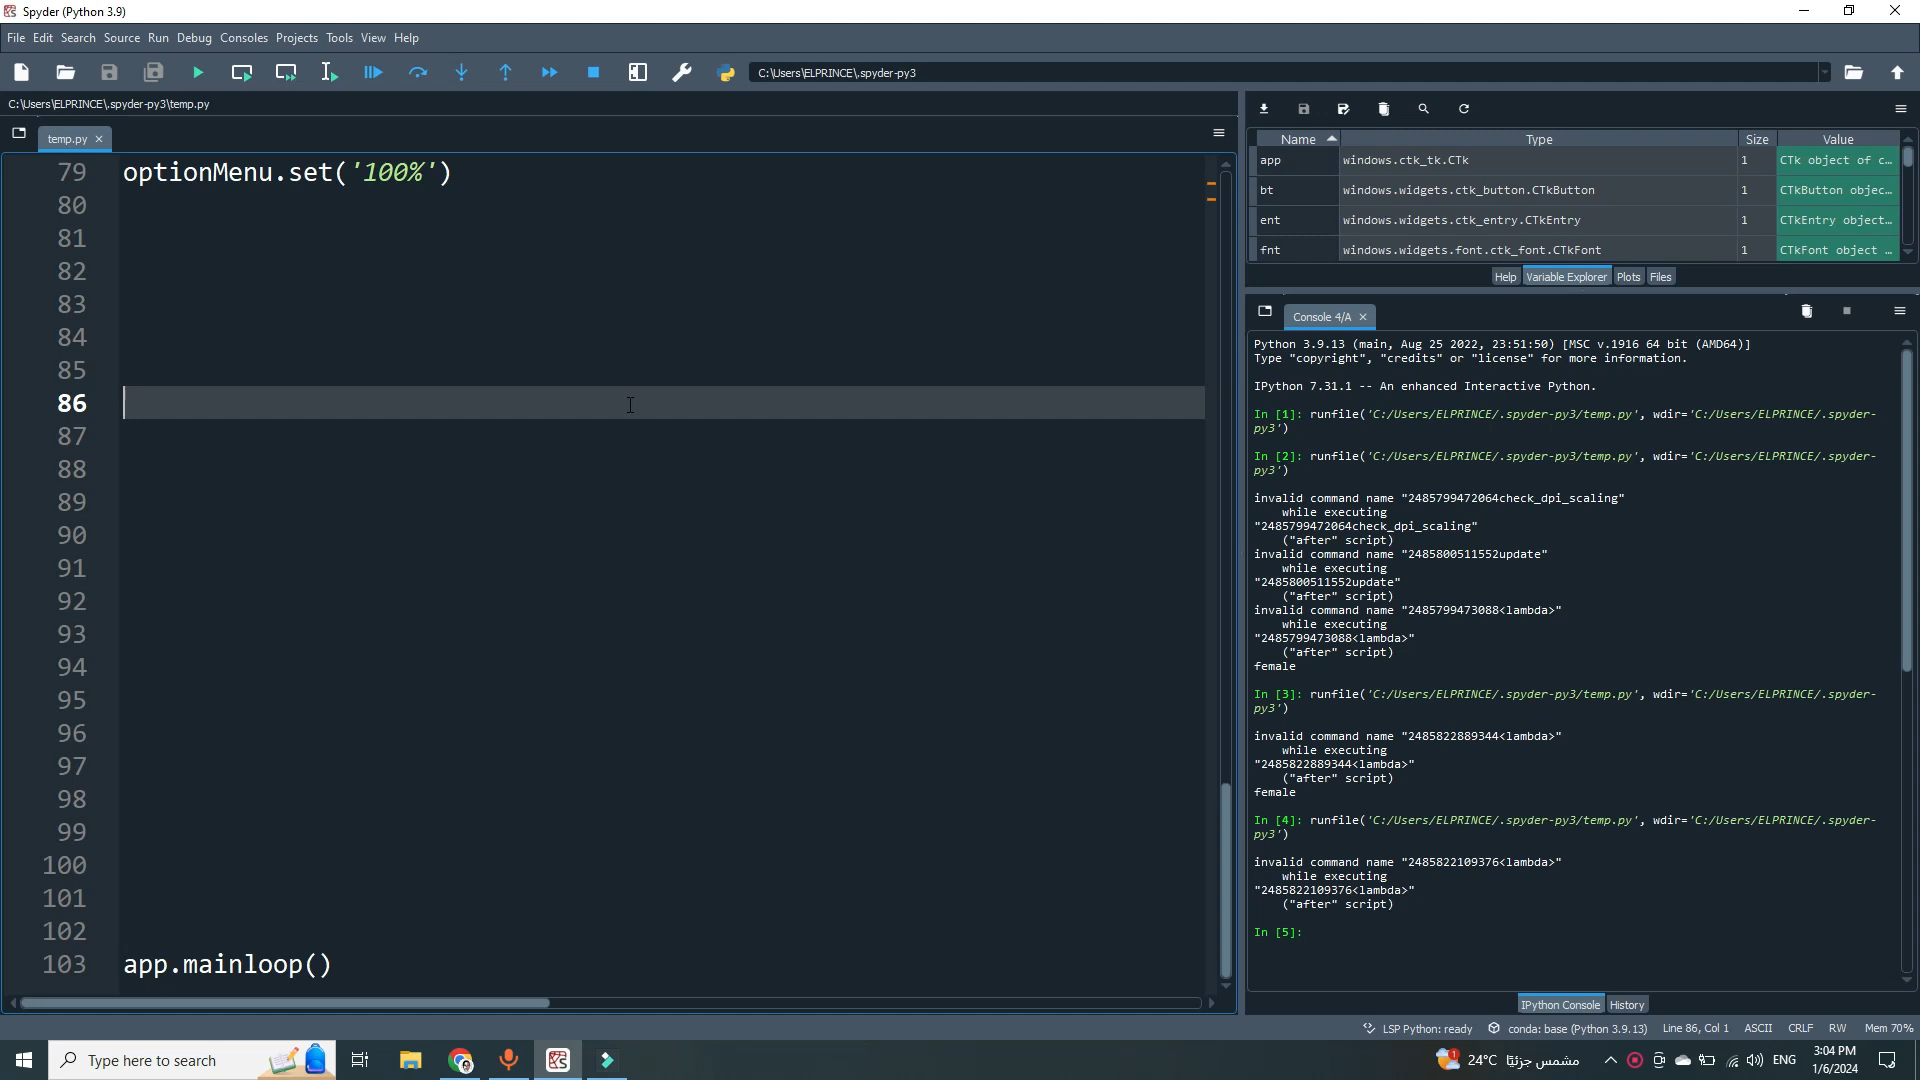 Spyder (Python 3.9)
File Edit Search Source Run Debug Consoles Projects Tools View Help
C:\Users\ELPRINCE\.spyder-py3
C:\Users\ELPRINCE\.spyder-py3\temp.py
temp.py
79 optionMenu.set('100%')
80
81
82
83
84
85
86
87
88
89
90
91
92
93
94
95
96
97
98
99
100
101
102
103 app.mainloop()
Name Type Size Value
app windows.ctk_tk.CTk 1 CTk object of c…
bt windows.widgets.ctk_button.CTkButton 1 CTkButton objec…
ent windows.widgets.ctk_entry.CTkEntry 1 CTkEntry object…
fnt windows.widgets.font.ctk_font.CTkFont 1 CTkFont object …
Help Variable Explorer Plots Files
Console 4/A
Python 3.9.13 (main, Aug 25 2022, 23:51:50) [MSC v.1916 64 bit (AMD64)]
Type "copyright", "credits" or "license" for more information.
IPython 7.31.1 -- An enhanced Interactive Python.
In [1]: runfile('C:/Users/ELPRINCE/.spyder-py3/temp.py', wdir='C:/Users/ELPRINCE/.spyder-
py3')
In [2]: runfile('C:/Users/ELPRINCE/.spyder-py3/temp.py', wdir='C:/Users/ELPRINCE/.spyder-
py3')
invalid command name "2485799472064check_dpi_scaling"
while executing
"2485799472064check_dpi_scaling"
("after" script)
invalid command name "2485800511552update"
while executing
"2485800511552update"
("after" script)
invalid command name "2485799473088<lambda>"
while executing
"2485799473088<lambda>"
("after" script)
female
In [3]: runfile('C:/Users/ELPRINCE/.spyder-py3/temp.py', wdir='C:/Users/ELPRINCE/.spyder-
py3')
invalid command name "2485822889344<lambda>"
while executing
"2485822889344<lambda>"
("after" script)
female
In [4]: runfile('C:/Users/ELPRINCE/.spyder-py3/temp.py', wdir='C:/Users/ELPRINCE/.spyder-
py3')
invalid command name "2485822109376<lambda>"
while executing
"2485822109376<lambda>"
("after" script)
In [5]:
IPython Console History
LSP Python: ready conda: base (Python 3.9.13) Line 86, Col 1 ASCII CRLF RW Mem 70%
Type here to search
1 24°C مشمس جزئيًا ENG 3:04 PM
1/6/2024